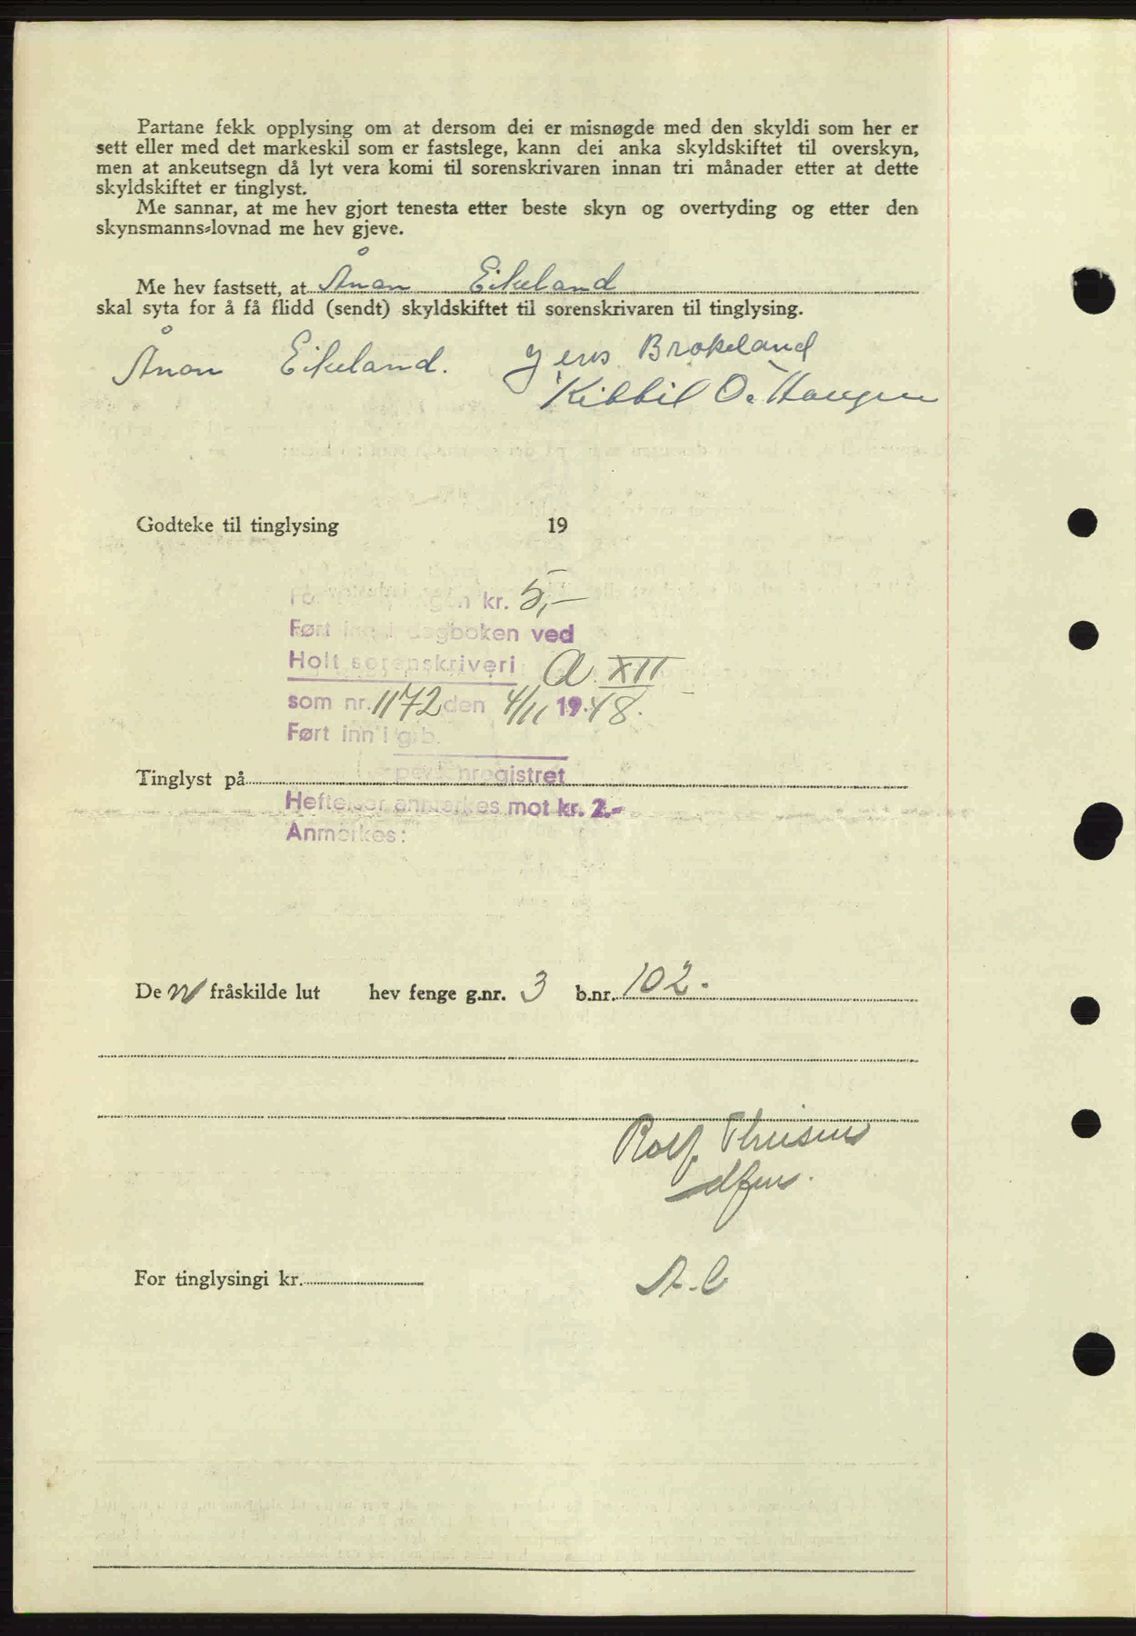 Partane fekk opplysing om at dersom dei er misnøgde med den skyldi som her er
sett eller med det markeskil som er fastslege, kann dei anka skyldskiftet til overskyn,
men at ankeutsegn då lyt vera komi til sorenskrivaren innan tri månader etter at dette
skyldskiftet er tinglyst.
Me sannar, at me hev gjort tenesta etter beste skyn og overtyding og etter den
skynsmanns-lovnad me hev gjeve.
Me hev fastsett, at Ånon Eikeland
skal syta for å få flidd (sendt) skyldskiftet til sorenskrivaren til tinglysing.
Ånon Eikeland. Jens Brokeland
Kibbil O. Haugen
Godteke til tinglysing 19
kr. 5,-
Ført inn i dagboken ved
Holt sorenskriveri A. XII
som nr. 1172 den 4/11 1948.
Ført inn i g.b.
Tinglyst på
personregistret
Heftelser anmerkes mot kr. 2.-
Anmerkes:
De n fråskilde lut hev fenge g.nr. 3 b.nr. 102.
Rolf
For tinglysingi kr.